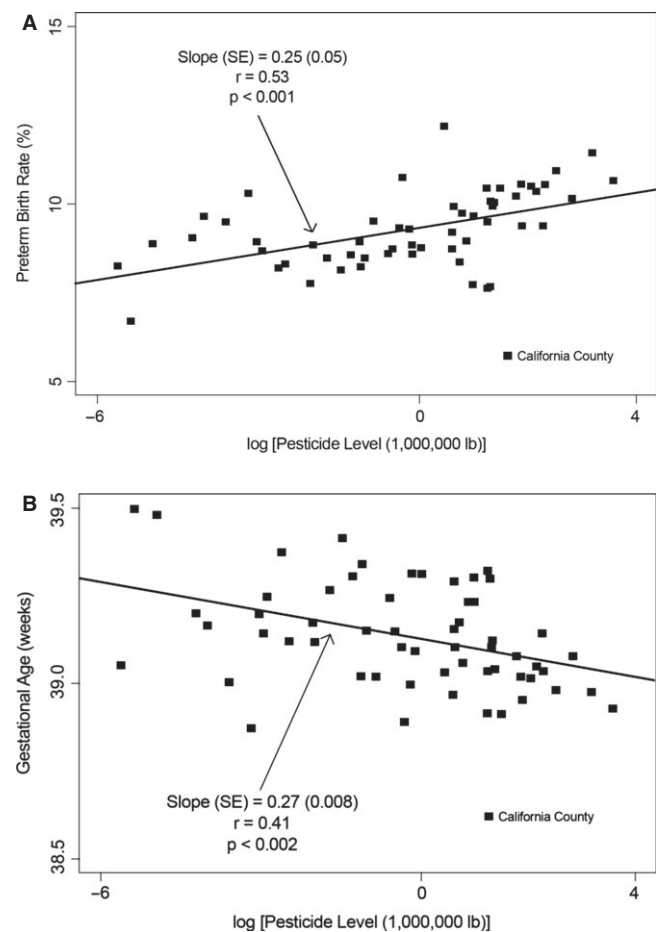 A
15
Slope (SE) = 0.25 (0.05)
r = 0.53
p < 0.001
Preterm Birth Rate (%)
10
5
California County
−6
0
4
log [Pesticide Level (1,000,000 lb)]
B
39.5
Gestational Age (weeks)
39.0
Slope (SE) = 0.27 (0.008)
r = 0.41
p < 0.002
California County
38.5
−6
0
4
log [Pesticide Level (1,000,000 lb)]